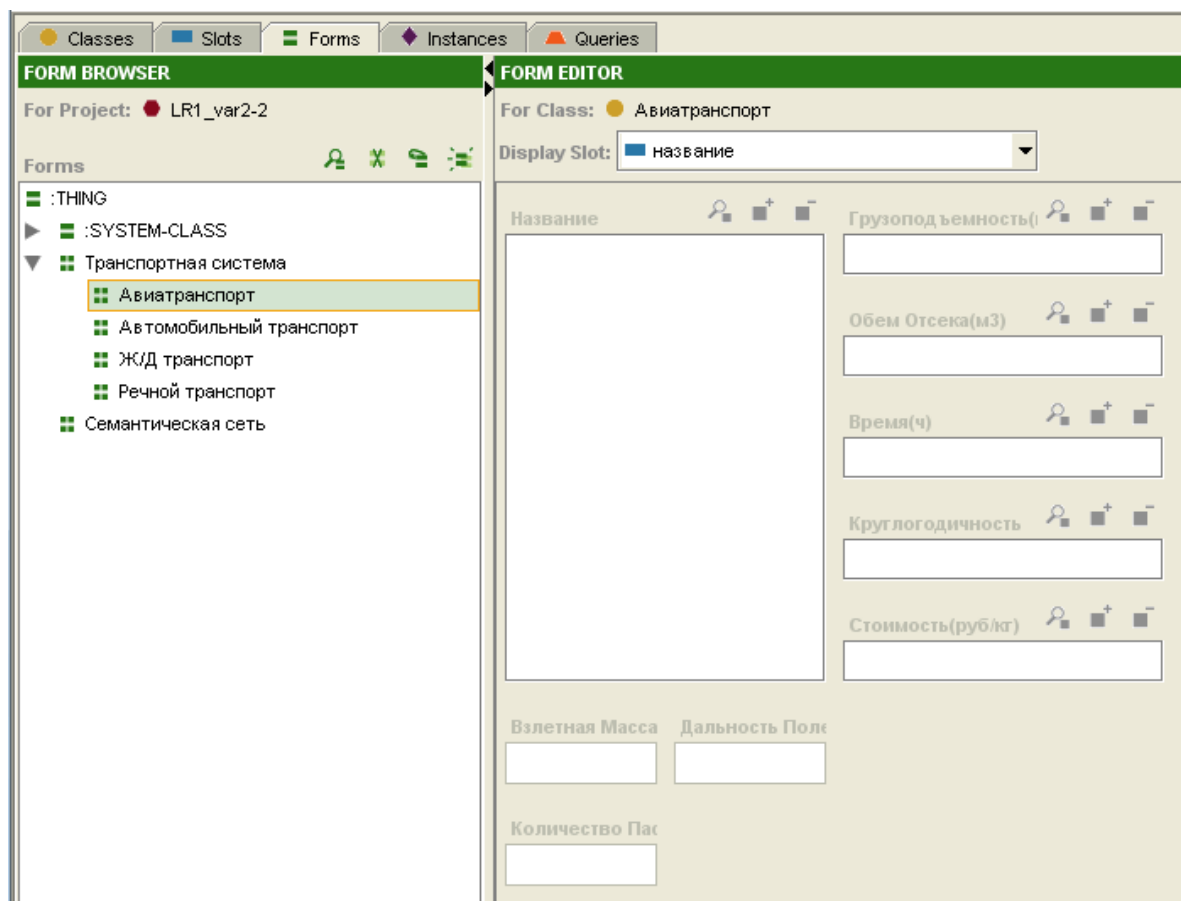 Classes Slots Forms Instances Queries
FORM BROWSER
For Project: LR1_var2-2
Forms
:THING
:SYSTEM-CLASS
Транспортная система
Авиатранспорт
Автомобильный транспорт
Ж/Д транспорт
Речной транспорт
Семантическая сеть
FORM EDITOR
For Class: Авиатранспорт
Display Slot: название
Название
Грузоподъемность(
Обем Отсека(м3)
Время(ч)
Круглогодичность
Стоимость(руб/кг)
Взлетная Масса Дальность Поле
Количество Пас